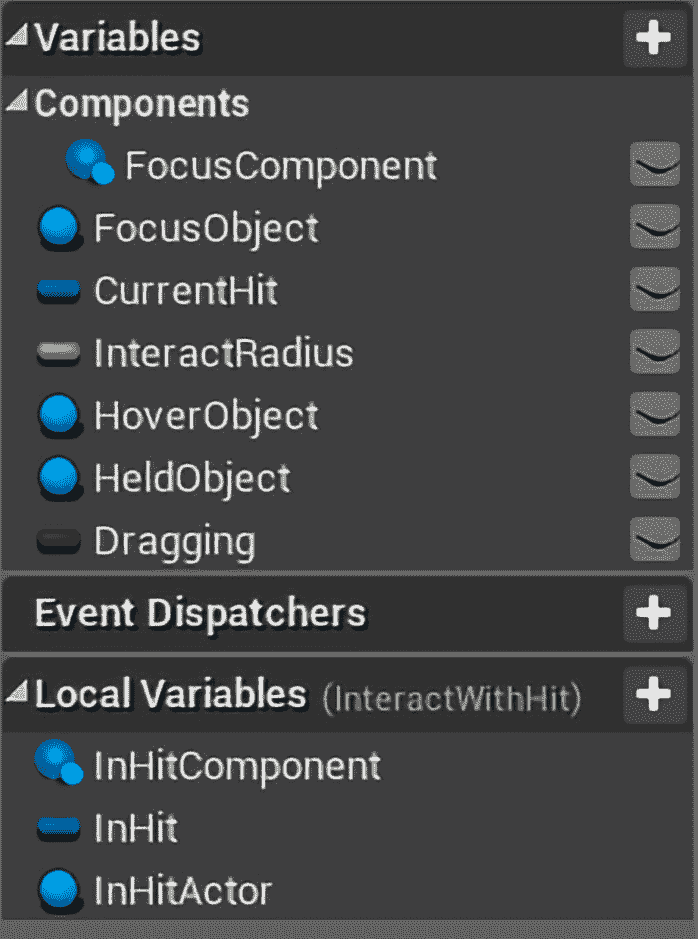 Variables
Components
FocusComponent
FocusObject
CurrentHit
InteractRadius
HoverObject
HeldObject
Dragging
Event Dispatchers
Local Variables (InteractWithHit)
InHitComponent
InHit
InHitActor